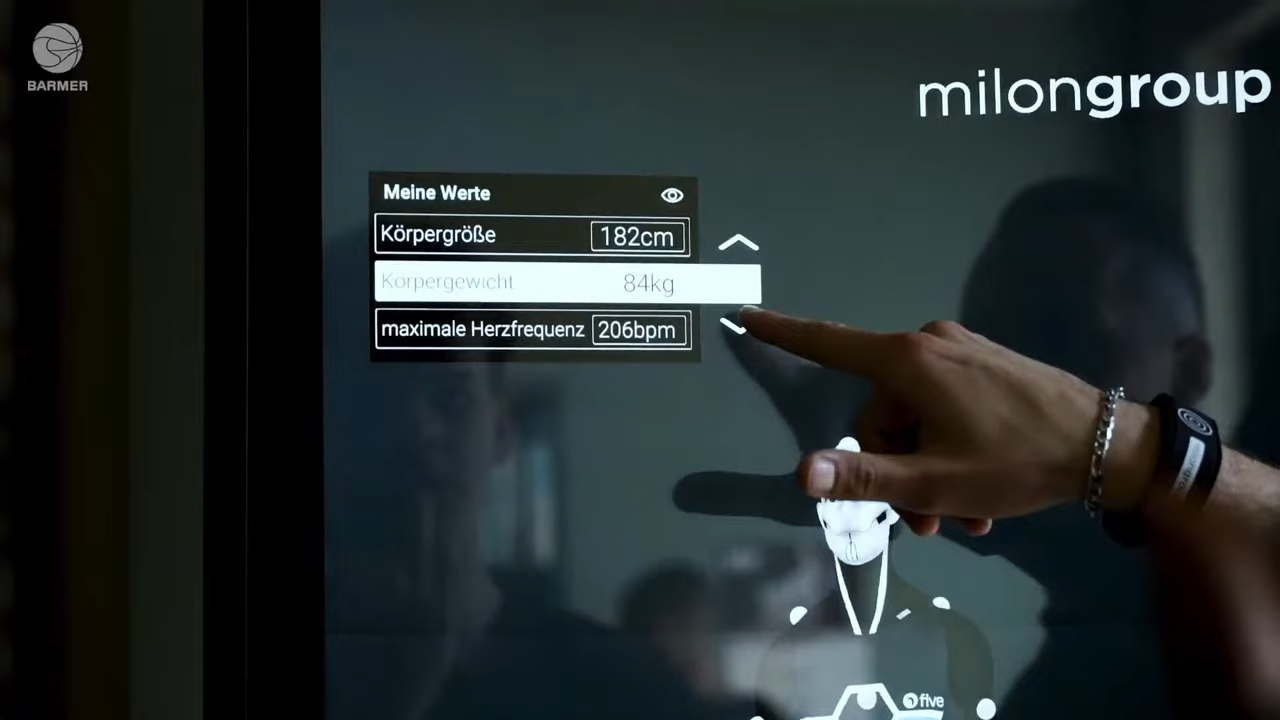 BARMER
milongroup
Meine Werte
Körpergröße 182cm
Körpergewicht 84kg
maximale Herzfrequenz 206bpm
five